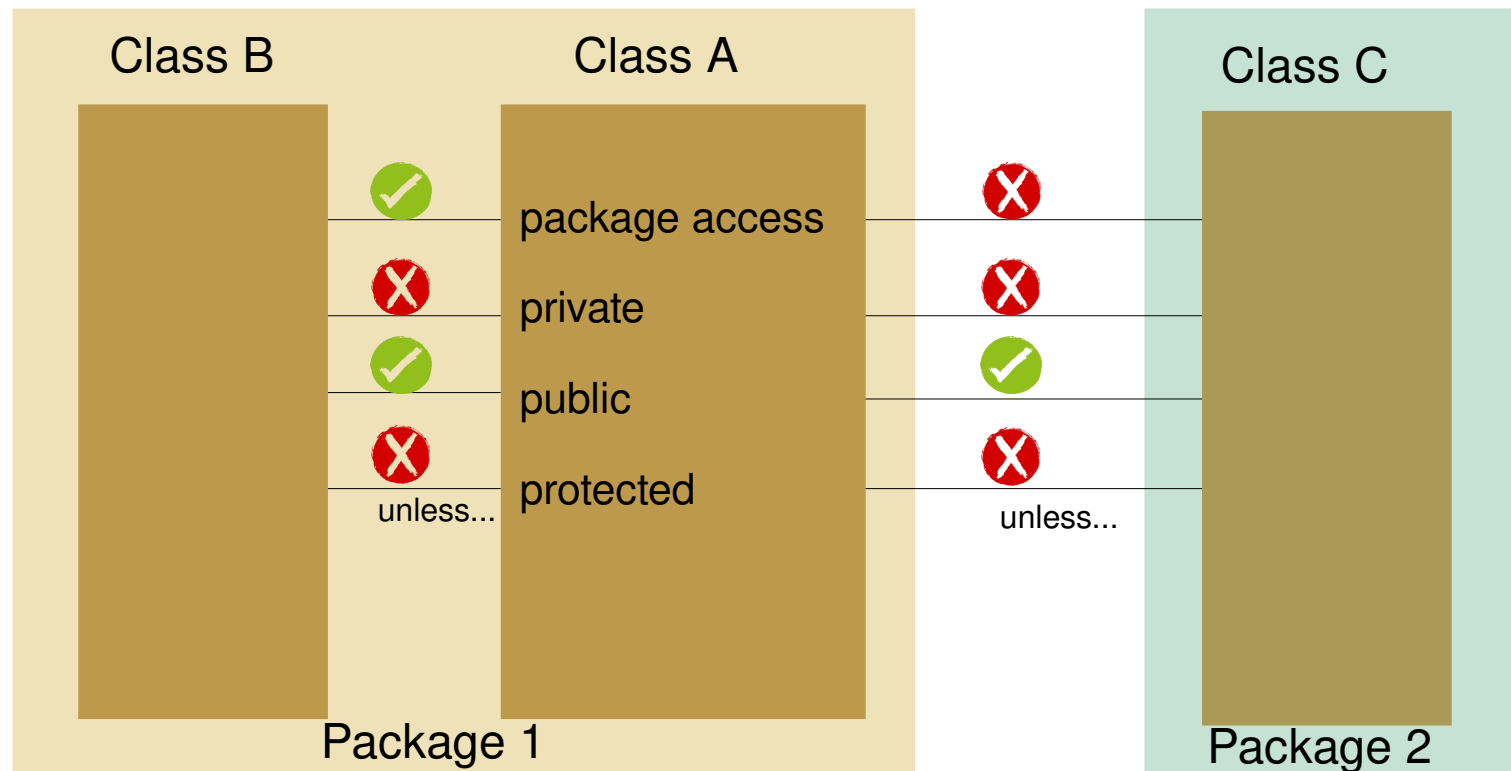 Class B
Class A
Class C
package access
private
public
protected
unless...
unless...
Package 1
Package 2